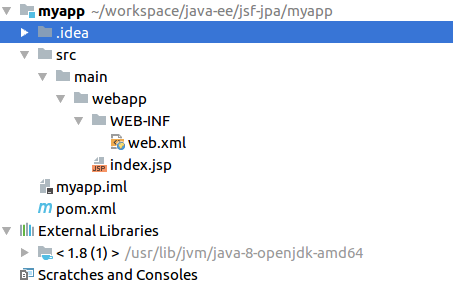 myapp ~/workspace/java-ee/jsf-jpa/myapp
.idea
src
main
webapp
WEB-INF
web.xml
JSP index.jsp
myapp.iml
pom.xml
External Libraries
< 1.8 (1) > /usr/lib/jvm/java-8-openjdk-amd64
Scratches and Consoles